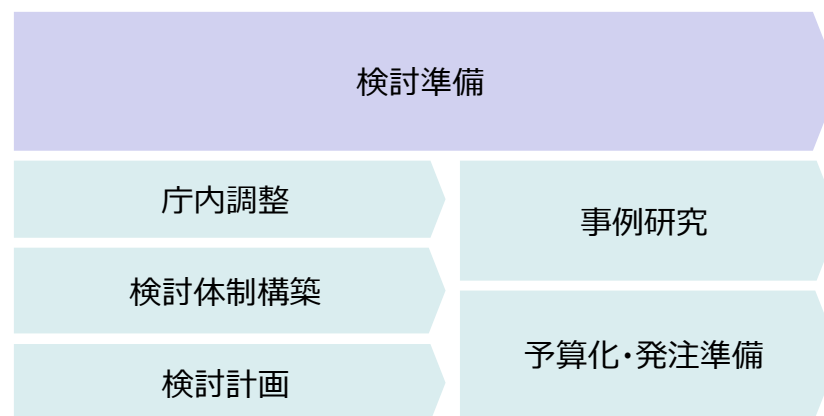 検討準備
庁内調整
検討体制構築
検討計画
事例研究
予算化・発注準備